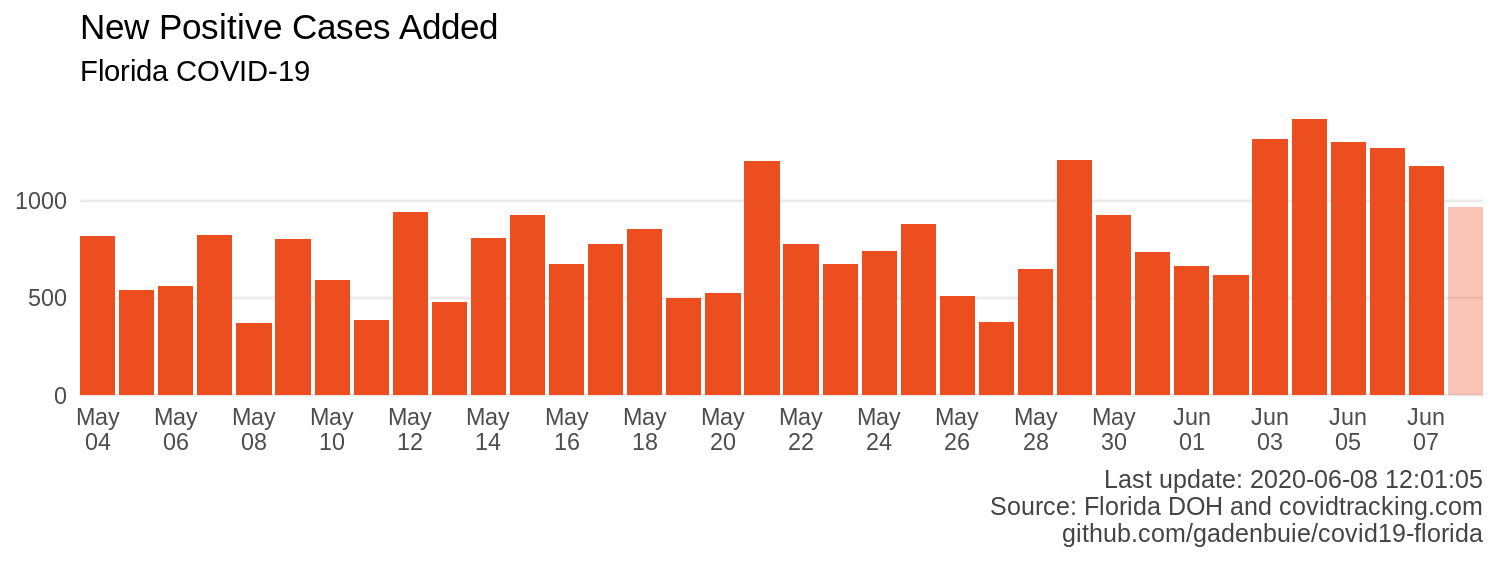 New Positive Cases Added
Florida COVID-19
1000
500
0
May May May May May May May May May May May May May May Jun Jun Jun Jun
04 06 08 10 12 14 16 18 20 22 24 26 28 30 01 03 05 07
Last update: 2020-06-08 12:01:05
Source: Florida DOH and covidtracking.com
github.com/gadenbuie/covid19-florida